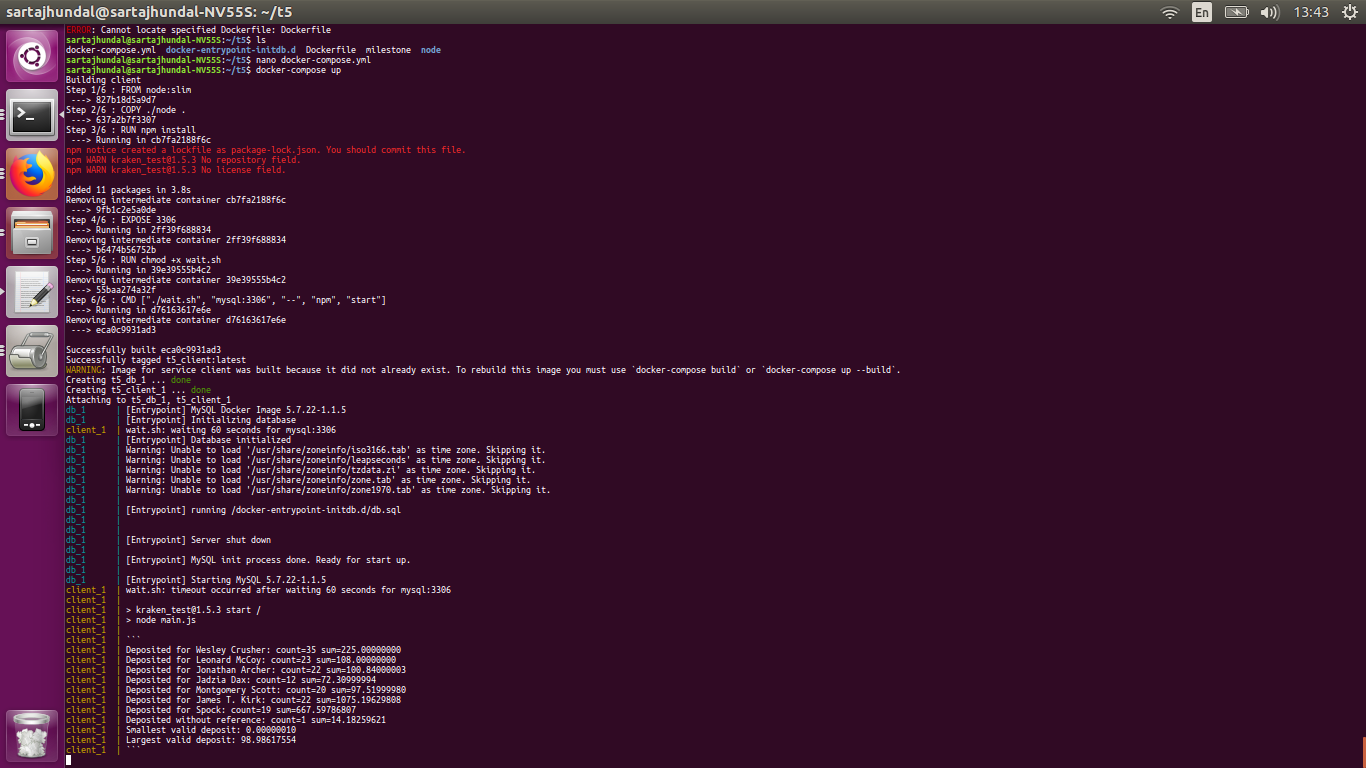 sartajhundal@sartajhundal-NV55S: ~/t5
En
13:43
ERROR: Cannot locate specified Dockerfile: Dockerfile
sartajhundal@sartajhundal-NV55S:~/t5$ ls
docker-compose.yml docker-entrypoint-initdb.d Dockerfile milestone node
sartajhundal@sartajhundal-NV55S:~/t5$ nano docker-compose.yml
sartajhundal@sartajhundal-NV55S:~/t5$ docker-compose up
Building client
Step 1/6 : FROM node:slim
---> 827b18d5a9d7
Step 2/6 : COPY ./node .
---> 637a2b7f3307
Step 3/6 : RUN npm install
---> Running in cb7fa2188f6c
npm notice created a lockfile as package-lock.json. You should commit this file.
npm WARN kraken_test@1.5.3 No repository field.
npm WARN kraken_test@1.5.3 No license field.
added 11 packages in 3.8s
Removing intermediate container cb7fa2188f6c
---> 9fb1c2e5a0de
Step 4/6 : EXPOSE 3306
---> Running in 2ff39f688834
Removing intermediate container 2ff39f688834
---> b6474b56752b
Step 5/6 : RUN chmod +x wait.sh
---> Running in 39e39555b4c2
Removing intermediate container 39e39555b4c2
---> 55baa274a32f
Step 6/6 : CMD ["./wait.sh", "mysql:3306", "--", "npm", "start"]
---> Running in d76163617e6e
Removing intermediate container d76163617e6e
---> eca0c9931ad3
Successfully built eca0c9931ad3
Successfully tagged t5_client:latest
WARNING: Image for service client was built because it did not already exist. To rebuild this image you must use `docker-compose build` or `docker-compose up --build`.
Creating t5_db_1 ... done
Creating t5_client_1 ... done
Attaching to t5_db_1, t5_client_1
db_1 | [Entrypoint] MySQL Docker Image 5.7.22-1.1.5
db_1 | [Entrypoint] Initializing database
client_1 | wait.sh: waiting 60 seconds for mysql:3306
db_1 | [Entrypoint] Database initialized
db_1 | Warning: Unable to load '/usr/share/zoneinfo/iso3166.tab' as time zone. Skipping it.
db_1 | Warning: Unable to load '/usr/share/zoneinfo/leapseconds' as time zone. Skipping it.
db_1 | Warning: Unable to load '/usr/share/zoneinfo/tzdata.zi' as time zone. Skipping it.
db_1 | Warning: Unable to load '/usr/share/zoneinfo/zone.tab' as time zone. Skipping it.
db_1 | Warning: Unable to load '/usr/share/zoneinfo/zone1970.tab' as time zone. Skipping it.
db_1 |
db_1 | [Entrypoint] running /docker-entrypoint-initdb.d/db.sql
db_1 |
db_1 |
db_1 | [Entrypoint] Server shut down
db_1 |
db_1 | [Entrypoint] MySQL init process done. Ready for start up.
db_1 |
db_1 | [Entrypoint] Starting MySQL 5.7.22-1.1.5
client_1 | wait.sh: timeout occurred after waiting 60 seconds for mysql:3306
client_1 |
client_1 | > kraken_test@1.5.3 start /
client_1 | > node main.js
client_1 |
client_1 | ```
client_1 | Deposited for Wesley Crusher: count=35 sum=225.00000000
client_1 | Deposited for Leonard McCoy: count=23 sum=108.00000000
client_1 | Deposited for Jonathan Archer: count=22 sum=100.84000003
client_1 | Deposited for Jadzia Dax: count=12 sum=72.30999994
client_1 | Deposited for Montgomery Scott: count=20 sum=97.51999980
client_1 | Deposited for James T. Kirk: count=22 sum=1075.19629808
client_1 | Deposited for Spock: count=19 sum=667.59786807
client_1 | Deposited without reference: count=1 sum=14.18259621
client_1 | Smallest valid deposit: 0.00000010
client_1 | Largest valid deposit: 98.98617554
client_1 | ```